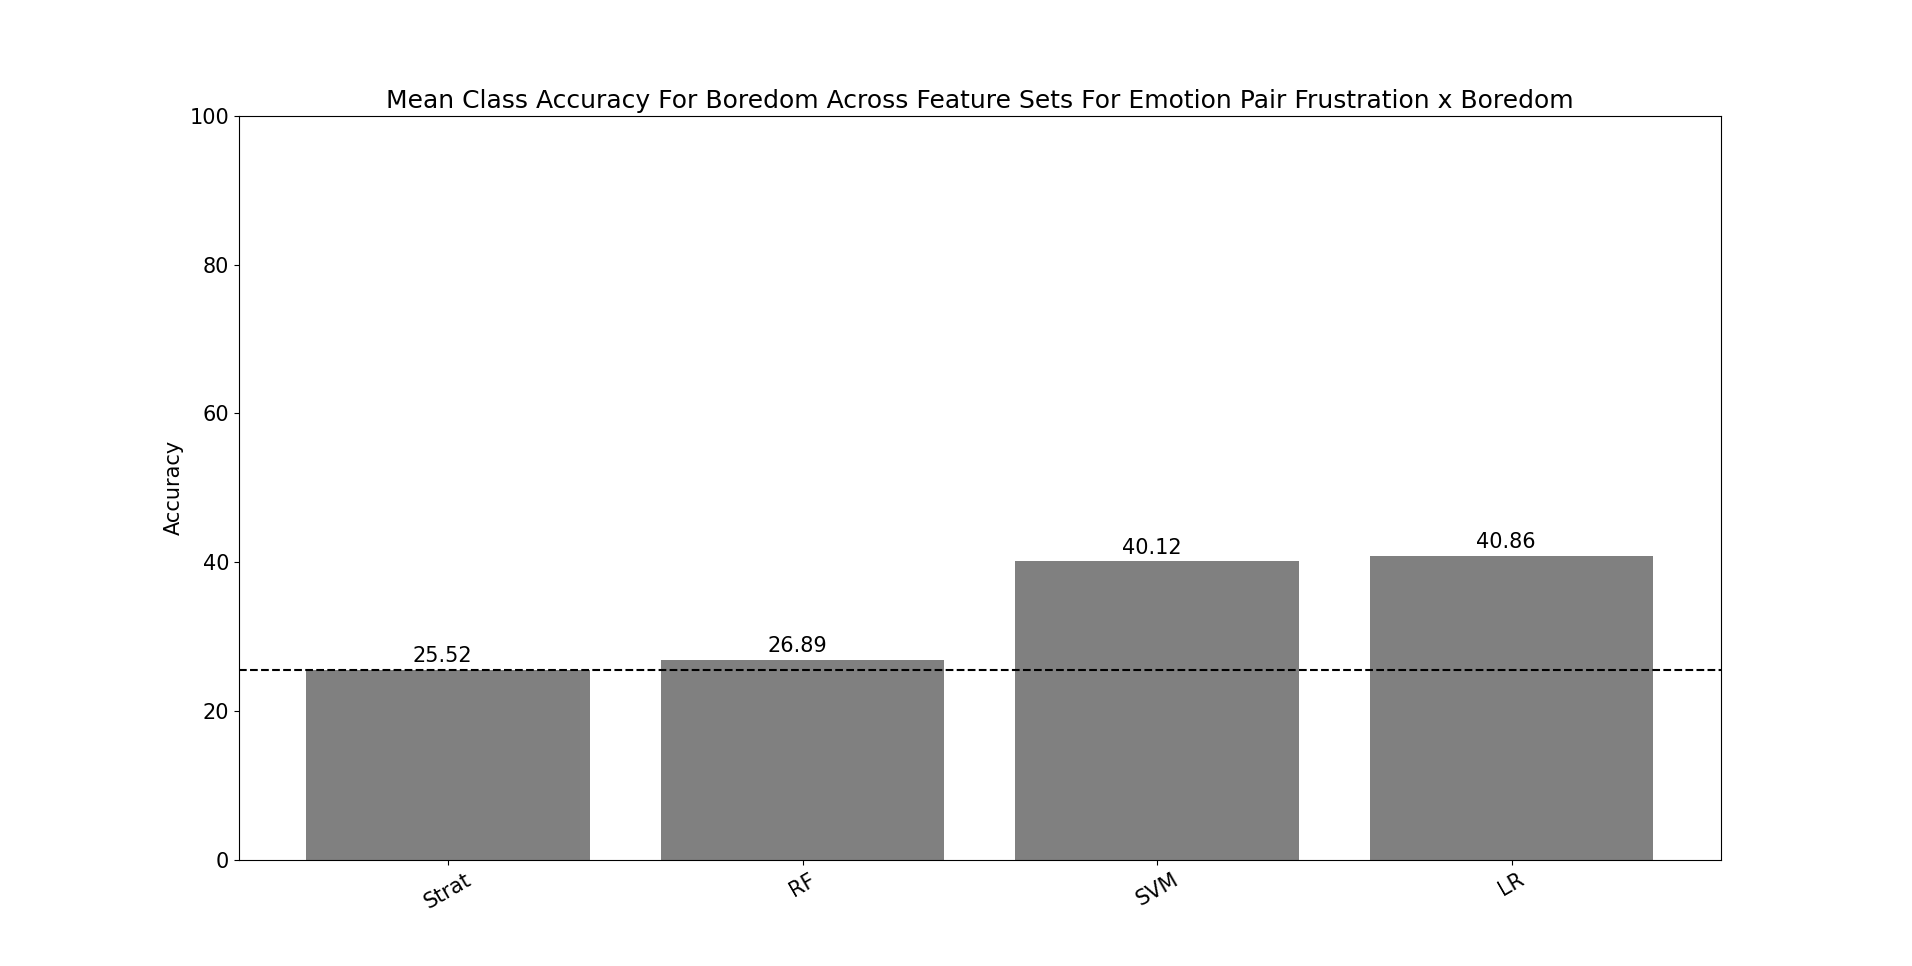 Mean Class Accuracy For Boredom Across Feature Sets For Emotion Pair Frustration x Boredom
100
80
60
40
20
0
Accuracy
25.52
26.89
40.12
40.86
Strat
RF
SVM
LR